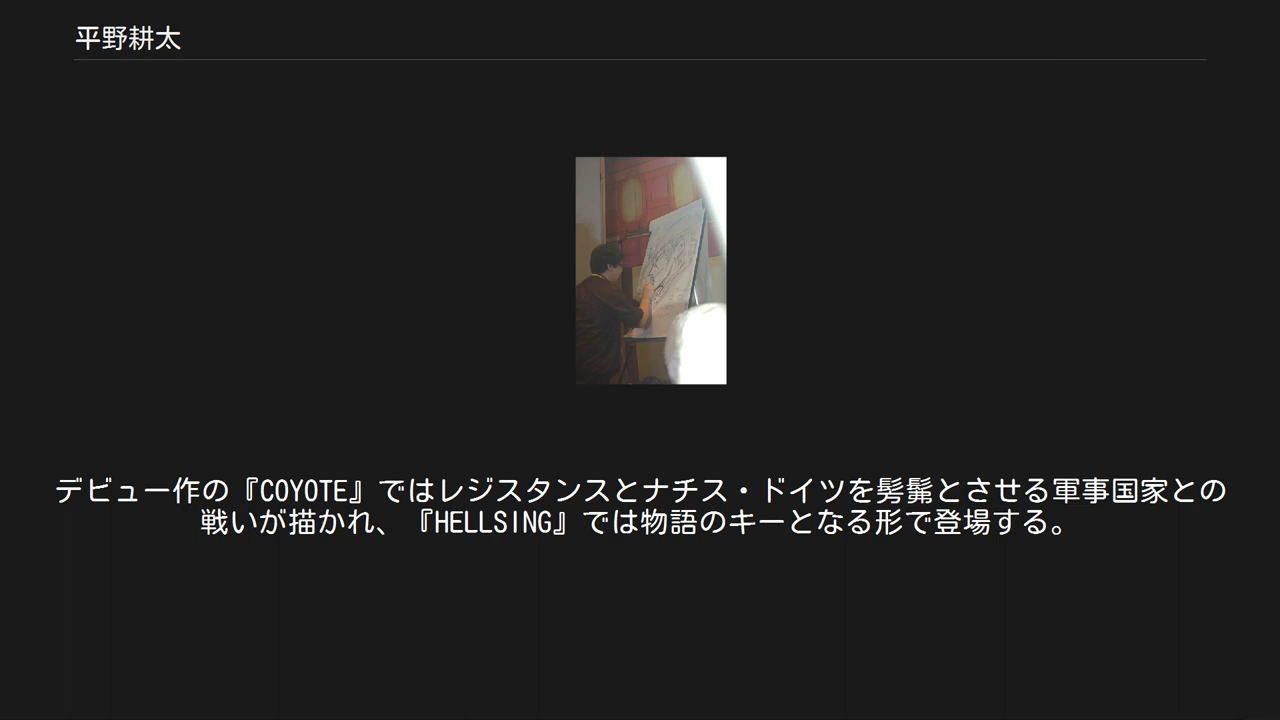 平野耕太
デビュー作の『COYOTE』ではレジスタンスとナチス・ドイツを髣髴とさせる軍事国家との
戦いが描かれ、『HELLSING』では物語のキーとなる形で登場する。